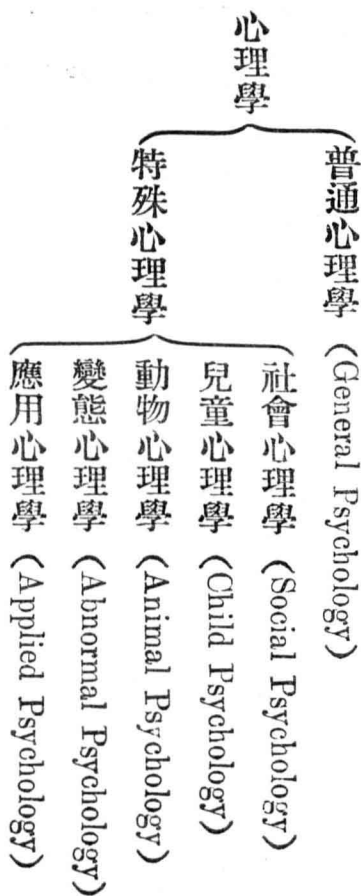 心理學
普通心理學 (General Psychology)
特殊心理學
社會心理學 (Social Psychology)
兒童心理學 (Child Psychology)
動物心理學 (Animal Psychology)
變態心理學 (Abnormal Psychology)
應用心理學 (Applied Psychology)